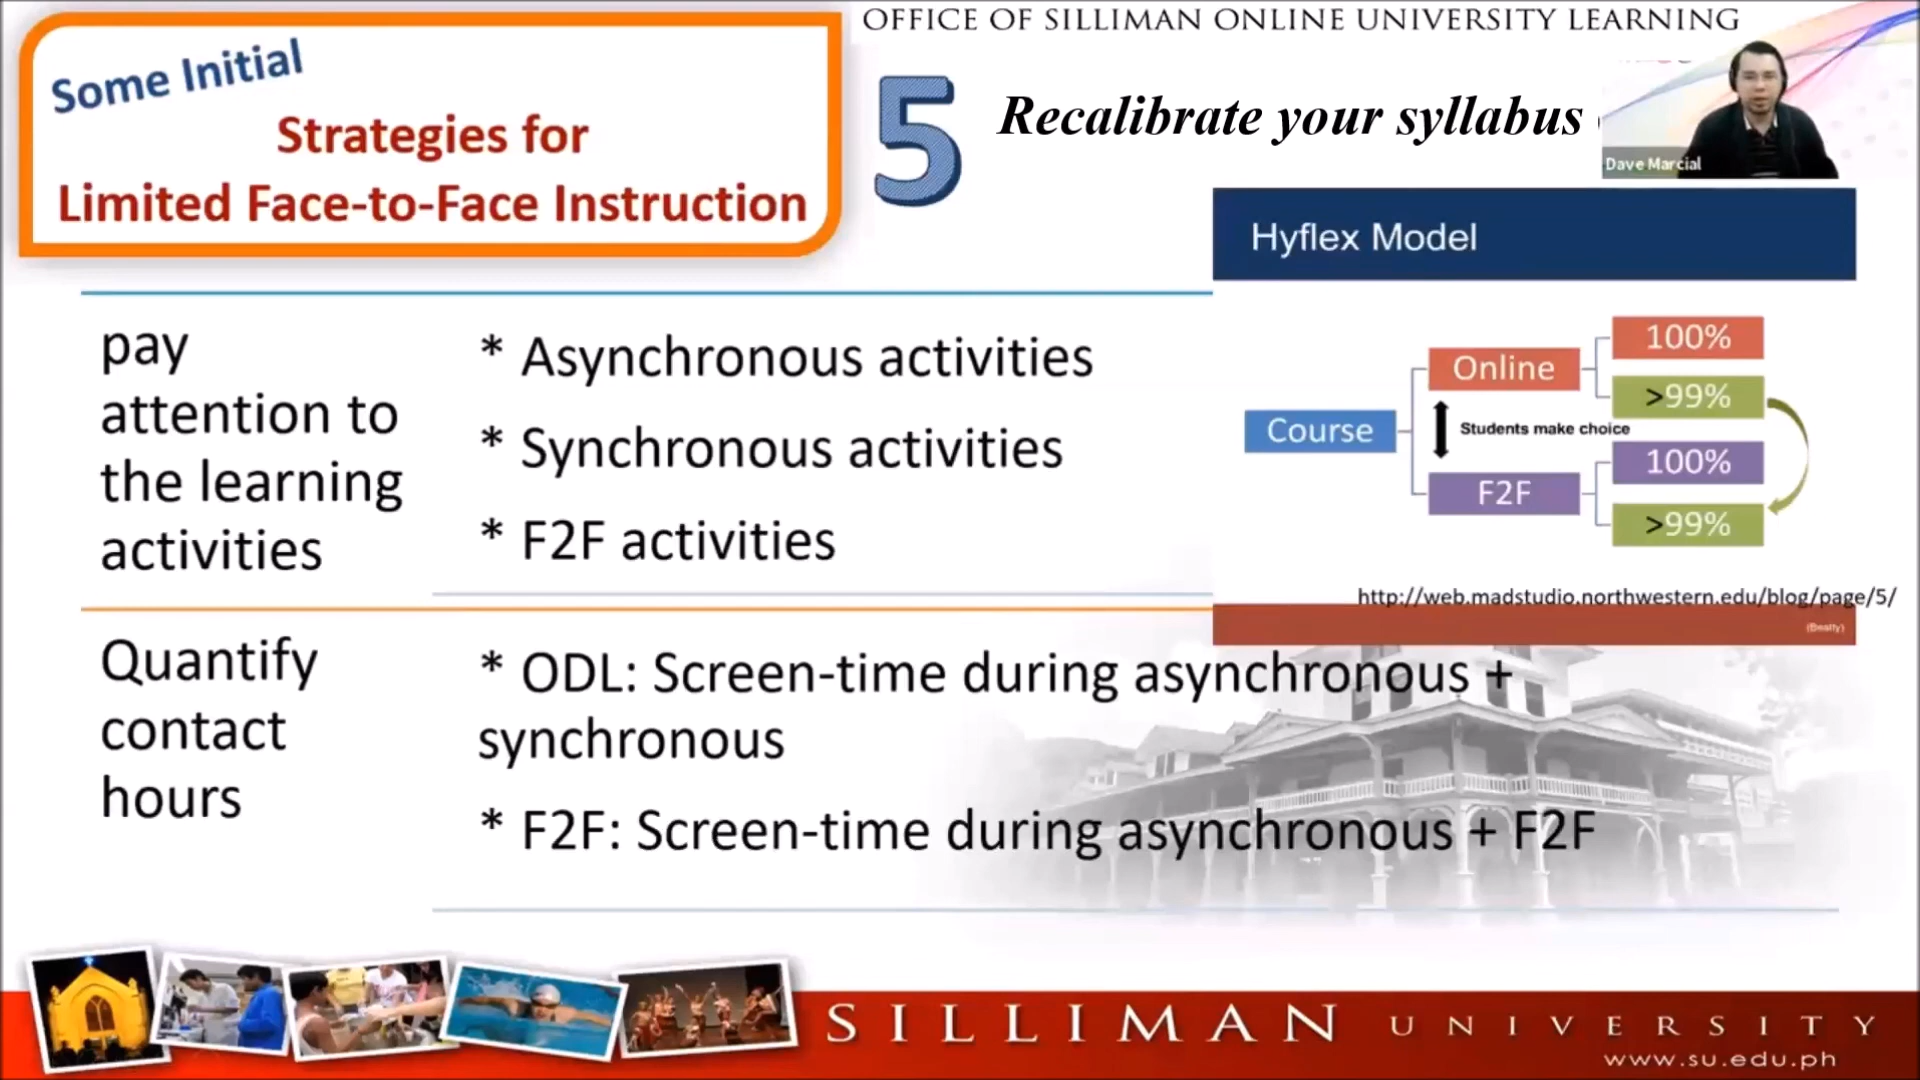 OFFICE OF SILLIMAN ONLINE UNIVERSITY LEARNING
Some Initial
Strategies for
Limited Face-to-Face Instruction
5
Recalibrate your syllabus
Dave Marcial
Hyflex Model
Course
Online
100%
>99%
Students make choice
F2F
100%
>99%
http://web.madstudio.northwestern.edu/blog/page/5/
(Beatty)
pay
attention to
the learning
activities
* Asynchronous activities
* Synchronous activities
* F2F activities
Quantify
contact
hours
* ODL: Screen-time during asynchronous +
synchronous
* F2F: Screen-time during asynchronous + F2F
SILLIMAN UNIVERSITY
www.su.edu.ph